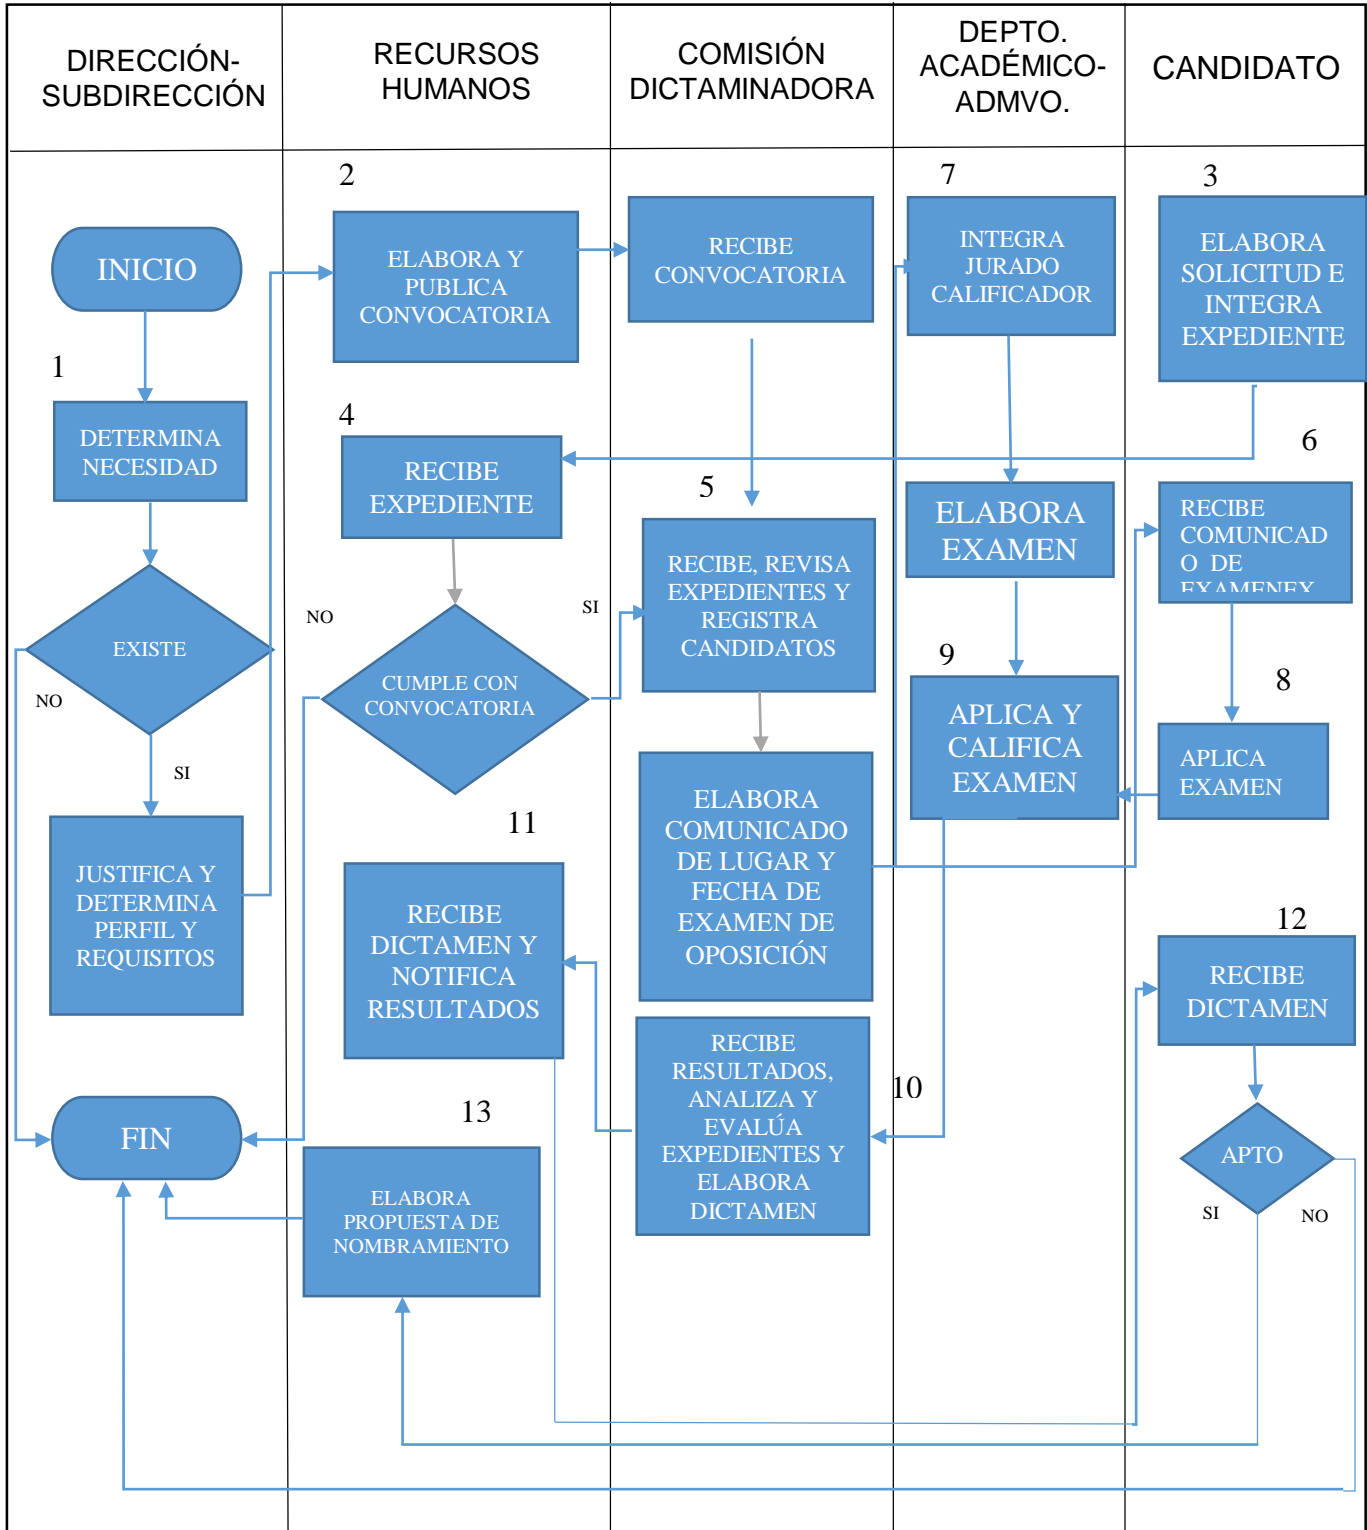 DIRECCIÓN-
SUBDIRECCIÓN
RECURSOS
HUMANOS
COMISIÓN
DICTAMINADORA
DEPTO.
ACADÉMICO-
ADMVO.
CANDIDATO
INICIO
1
DETERMINA
NECESIDAD
EXISTE
NO
SI
JUSTIFICA Y
DETERMINA
PERFIL Y
REQUISITOS
FIN
2
ELABORA Y
PUBLICA
CONVOCATORIA
4
RECIBE
EXPEDIENTE
NO
SI
CUMPLE CON
CONVOCATORIA
11
RECIBE
DICTAMEN Y
NOTIFICA
RESULTADOS
13
ELABORA
PROPUESTA DE
NOMBRAMIENTO
RECIBE
CONVOCATORIA
5
RECIBE, REVISA
EXPEDIENTES Y
REGISTRA
CANDIDATOS
ELABORA
COMUNICADO
DE LUGAR Y
FECHA DE
EXAMEN DE
OPOSICIÓN
RECIBE
RESULTADOS,
ANALIZA Y
EVALÚA
EXPEDIENTES Y
ELABORA
DICTAMEN
10
7
INTEGRA
JURADO
CALIFICADOR
ELABORA
EXAMEN
9
APLICA Y
CALIFICA
EXAMEN
3
ELABORA
SOLICITUD E
INTEGRA
EXPEDIENTE
6
RECIBE
COMUNICAD
O DE
EXAMENEX
8
APLICA
EXAMEN
12
RECIBE
DICTAMEN
APTO
SI
NO